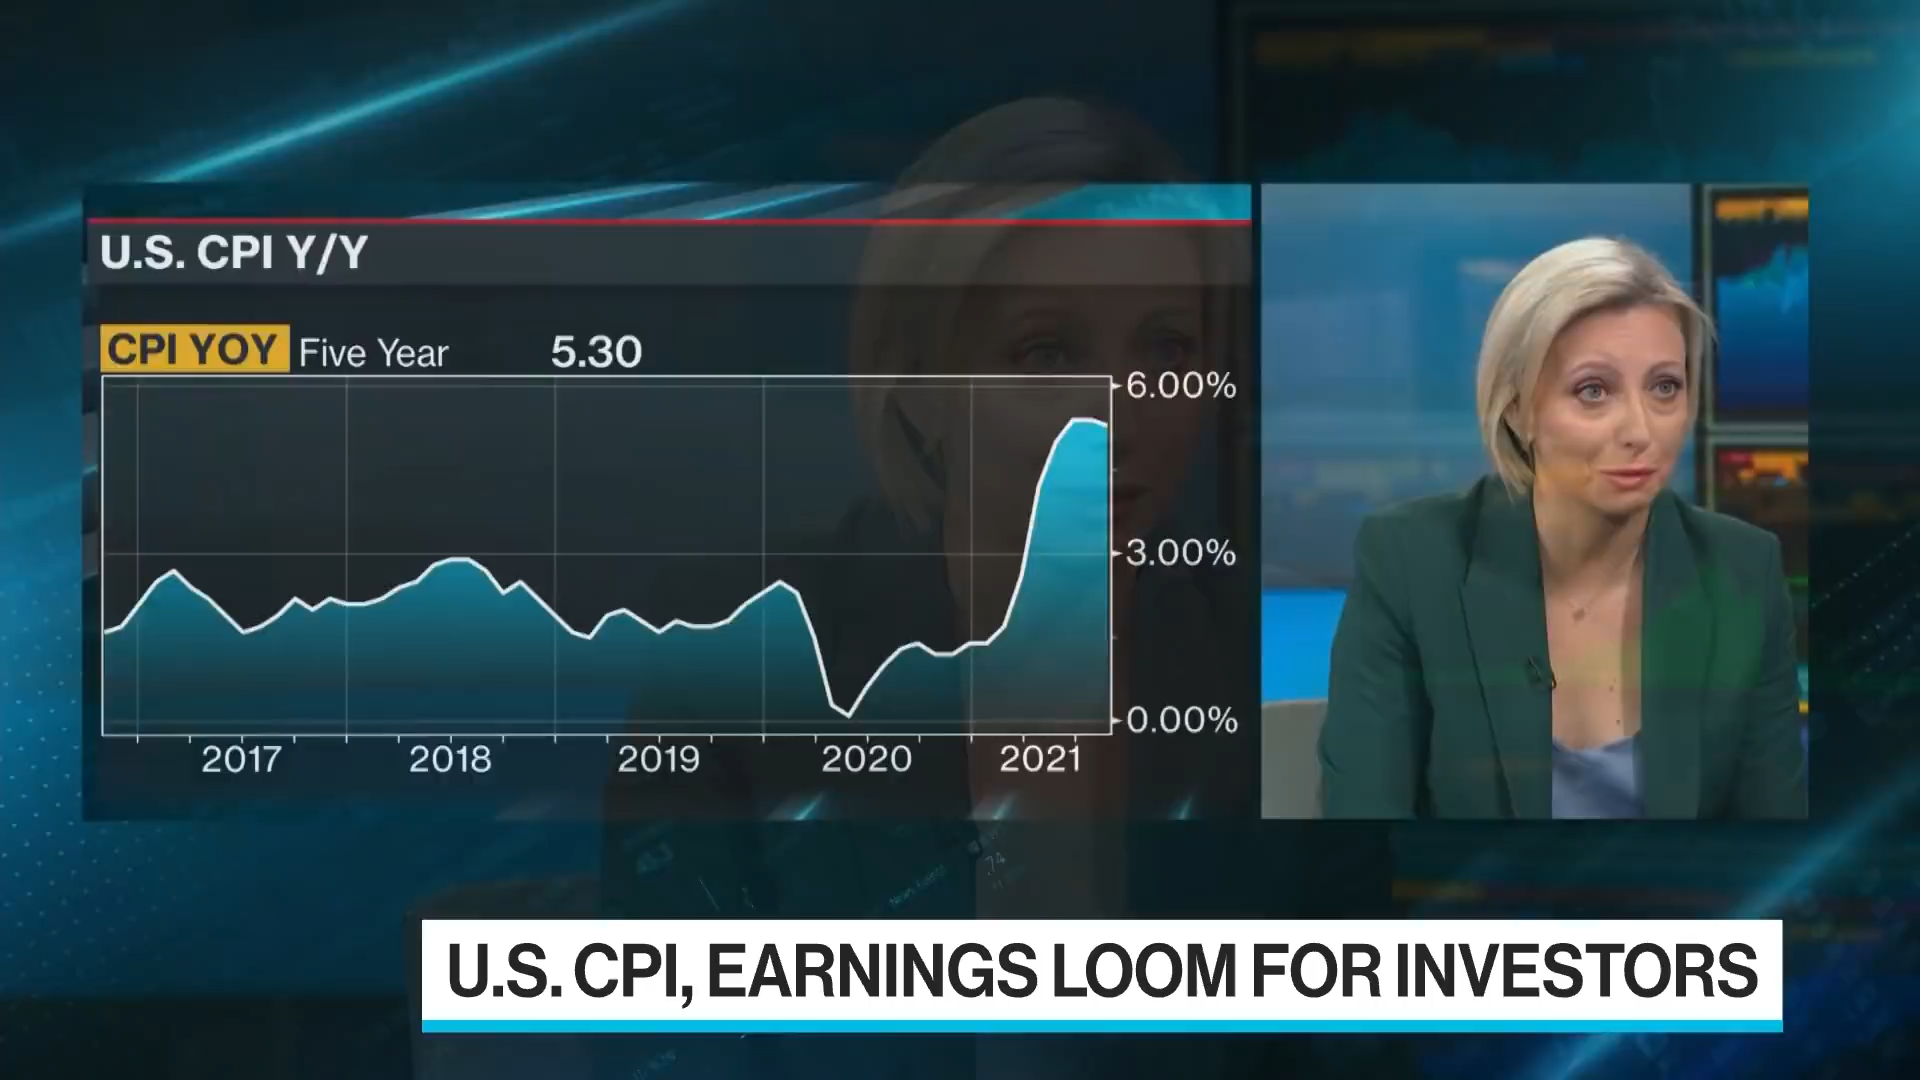 U.S. CPI Y/Y
CPI YOY Five Year 5.30
6.00%
3.00%
0.00%
2017 2018 2019 2020 2021
.74
U.S. CPI, EARNINGS LOOM FOR INVESTORS